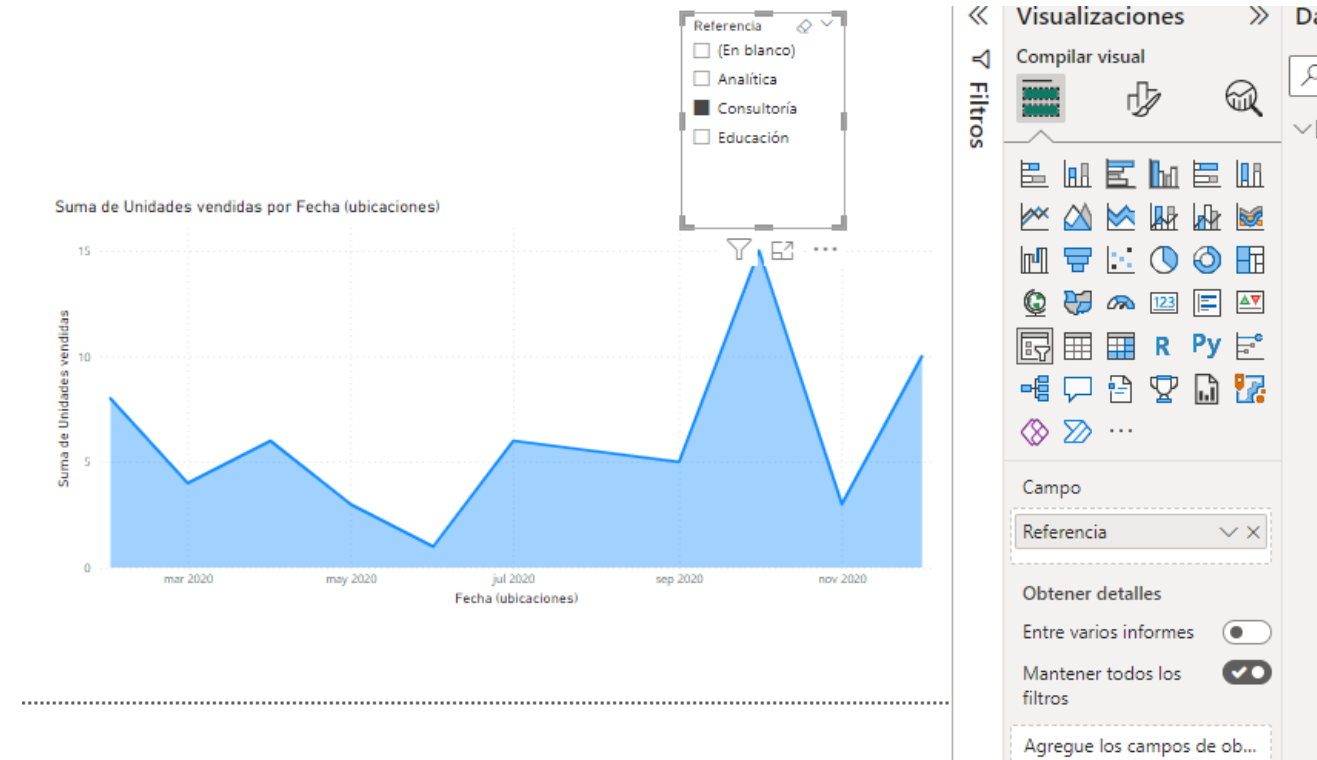 Referencia
(En blanco)
Analítica
Consultoría
Educación
Suma de Unidades vendidas por Fecha (ubicaciones)
Suma de Unidades vendidas
15
10
5
0
mar 2020
may 2020
jul 2020
sep 2020
nov 2020
Fecha (ubicaciones)
Filtros
Visualizaciones
Compilar visual
123
R
Py
Campo
Referencia
Obtener detalles
Entre varios informes
Mantener todos los
filtros
Agregue los campos de ob...